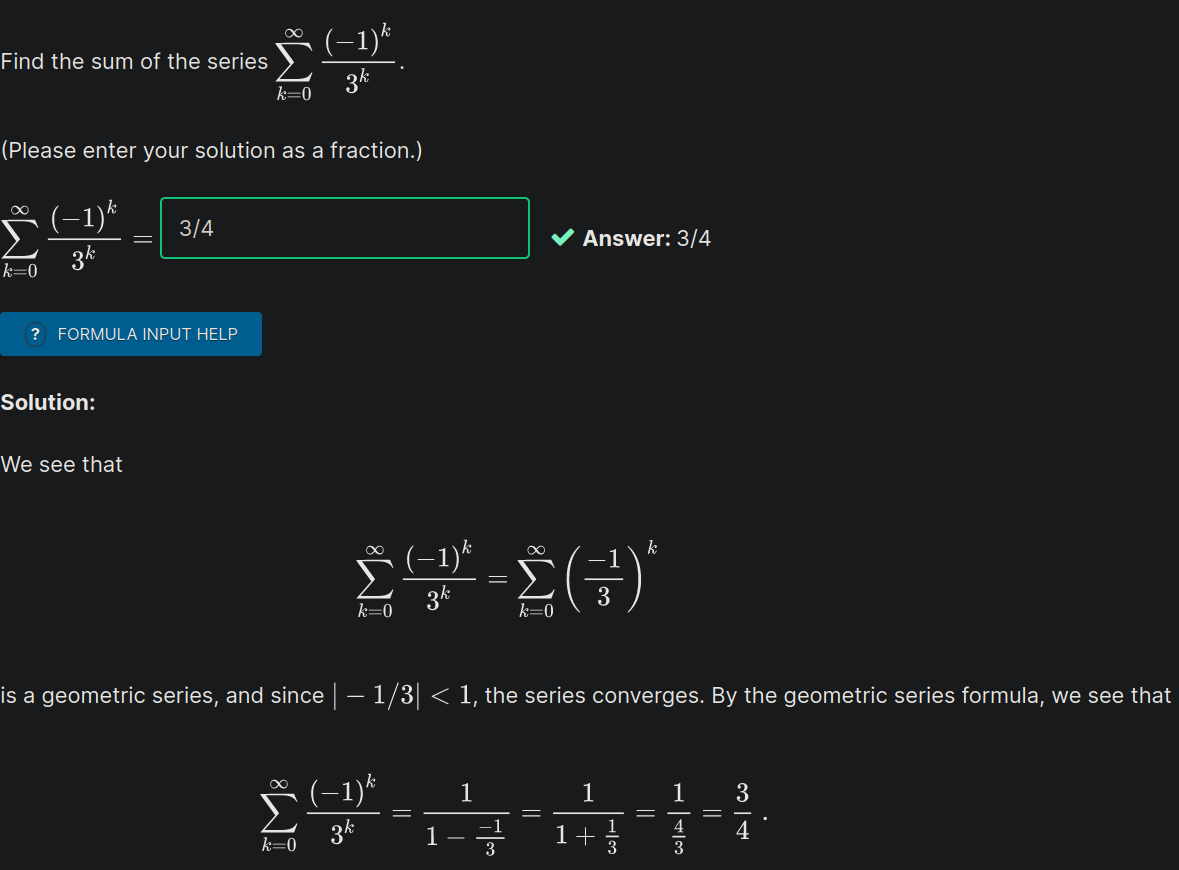 Find the sum of the series $\sum_{k=0}^{\infty} \frac{(-1)^k}{3^k}$.
(Please enter your solution as a fraction.)
$\sum_{k=0}^{\infty} \frac{(-1)^k}{3^k} =$ 3/4 ✔ Answer: 3/4
? FORMULA INPUT HELP
Solution:
We see that
$\sum_{k=0}^{\infty} \frac{(-1)^k}{3^k} = \sum_{k=0}^{\infty} \left(\frac{-1}{3}\right)^k$
is a geometric series, and since $|-1/3| < 1$, the series converges. By the geometric series formula, we see that
$\sum_{k=0}^{\infty} \frac{(-1)^k}{3^k} = \frac{1}{1 - \frac{-1}{3}} = \frac{1}{1 + \frac{1}{3}} = \frac{1}{\frac{4}{3}} = \frac{3}{4}.$